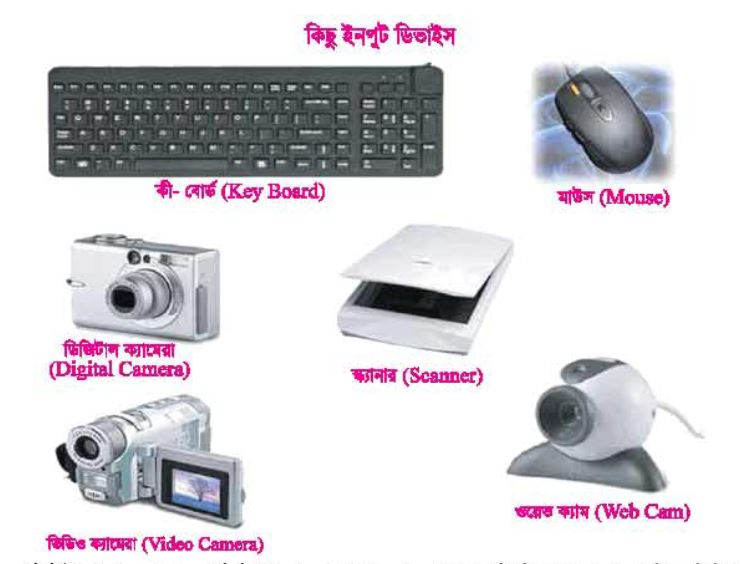 কিছু ইনপুট ডিভাইস
কী- বোর্ড (Key Board)
মাউস (Mouse)
ডিজিটাল ক্যামেরা
(Digital Camera)
স্ক্যানার (Scanner)
ওয়েভ ক্যাম (Web Cam)
ভিডিও ক্যামেরা (Video Camera)